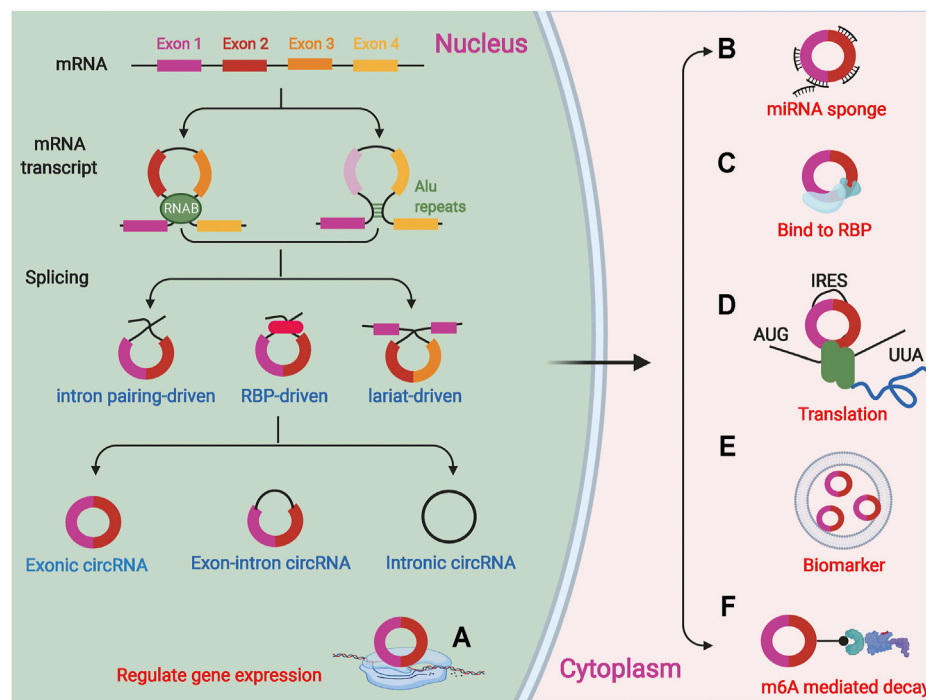 Nucleus
Exon 1 Exon 2 Exon 3 Exon 4
mRNA
mRNA
transcript
RNAB
Alu
repeats
Splicing
intron pairing-driven
RBP-driven
lariat-driven
Exonic circRNA
Exon-intron circRNA
Intronic circRNA
A
Regulate gene expression
Cytoplasm
B
miRNA sponge
C
Bind to RBP
D
IRES
AUG
UUA
Translation
E
Biomarker
F
m6A mediated decay